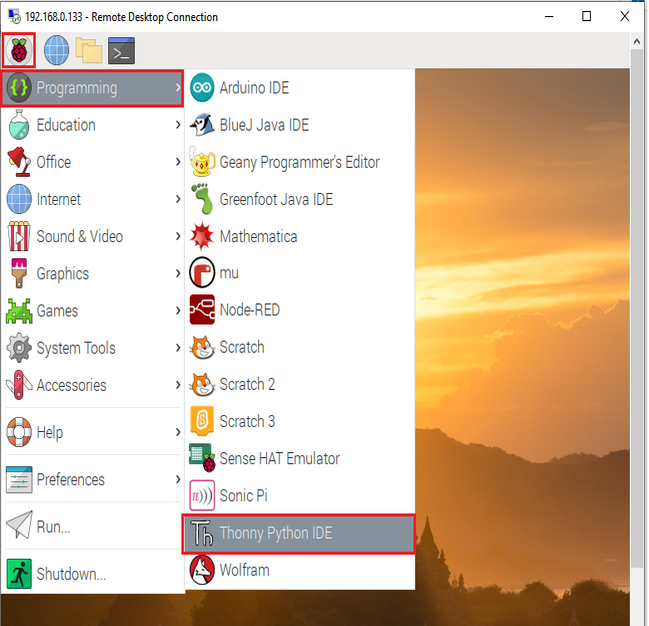 192.168.0.133 - Remote Desktop Connection
Programming
Education
Office
Internet
Sound & Video
Graphics
Games
System Tools
Accessories
Help
Preferences
Run...
Shutdown...
Arduino IDE
BlueJ Java IDE
Geany Programmer's Editor
Greenfoot Java IDE
Mathematica
mu
Node-RED
Scratch
Scratch 2
Scratch 3
Sense HAT Emulator
Sonic Pi
Th Thonny Python IDE
Wolfram